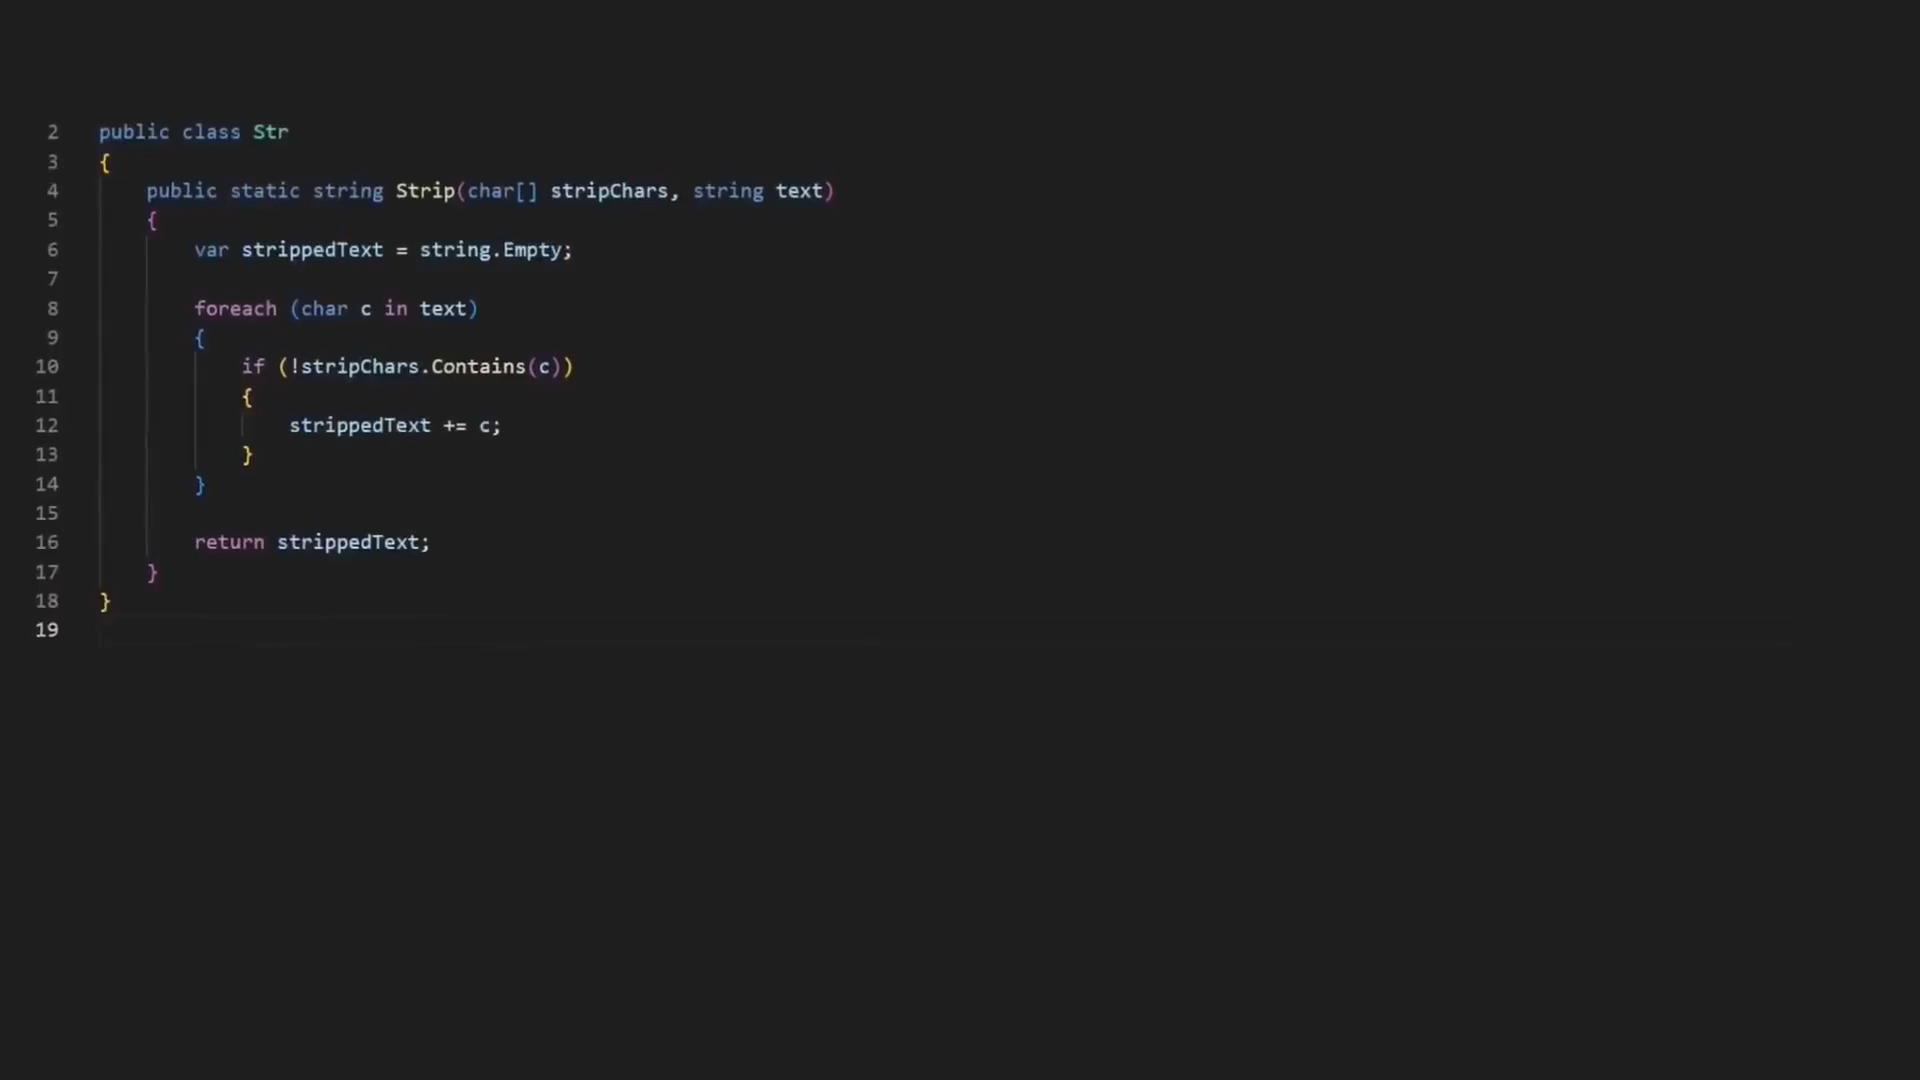 2 public class Str
3 {
4 public static string Strip(char[] stripChars, string text)
5 {
6 var strippedText = string.Empty;
7
8 foreach (char c in text)
9 {
10 if (!stripChars.Contains(c))
11 {
12 strippedText += c;
13 }
14 }
15
16 return strippedText;
17 }
18 }
19